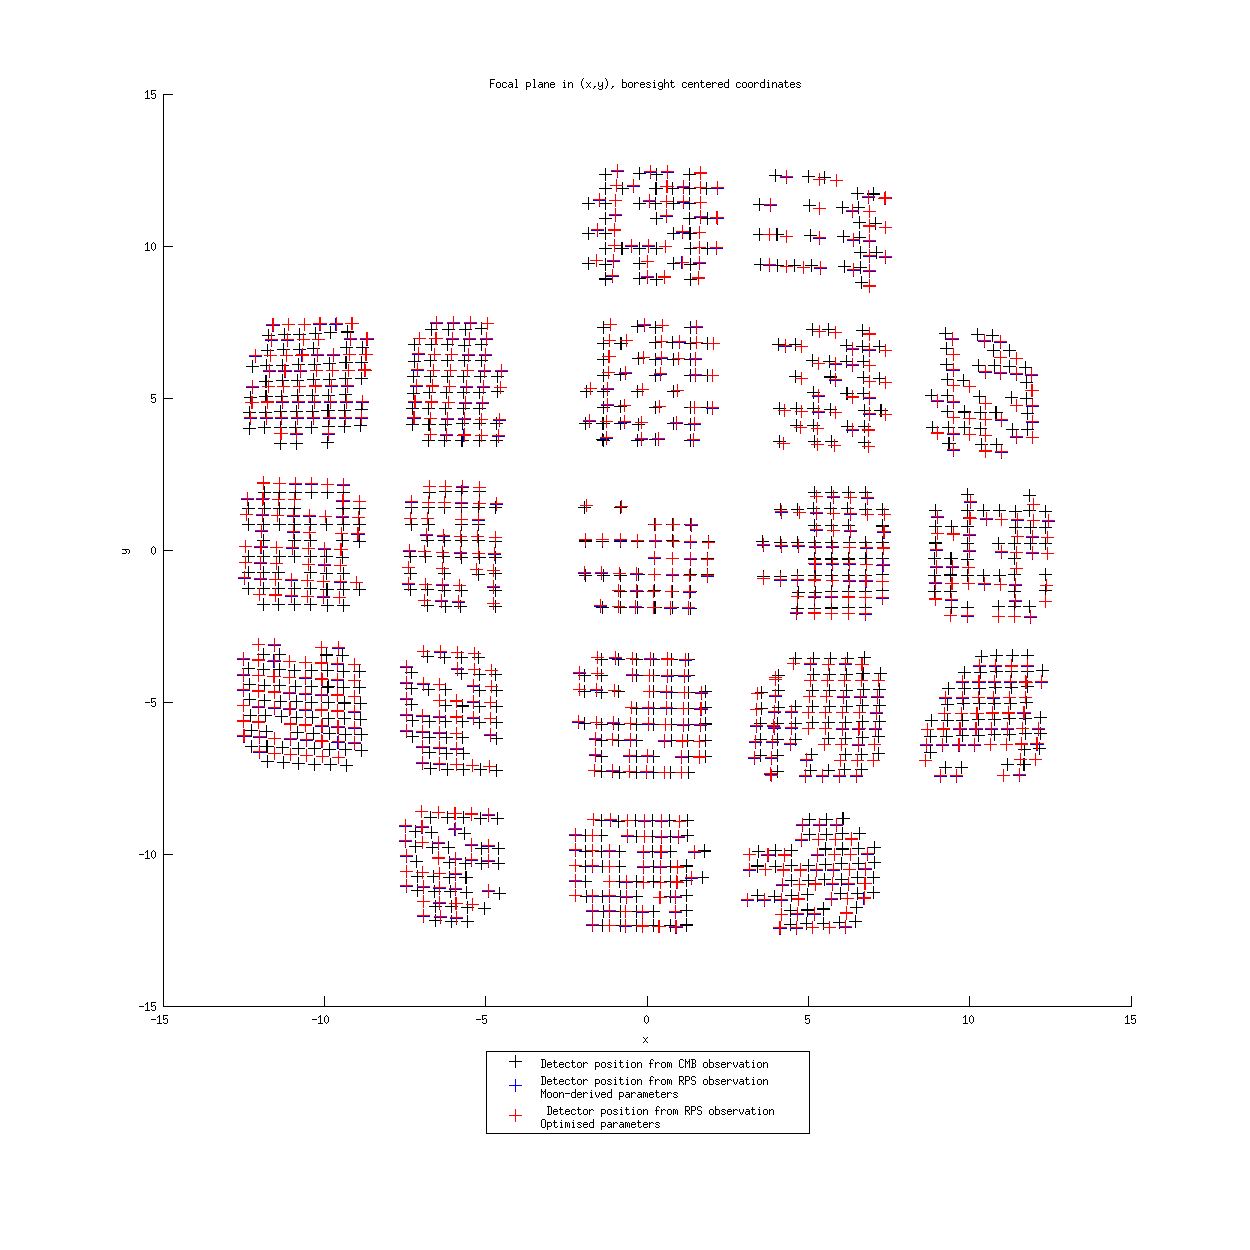 Focal plane in (x,y), boresight centered coordinates
15
10
5
0
-5
-10
-15
y
-15
-10
-5
0
5
10
15
x
Detector position from CMB observation
Detector position from RPS observation
Moon-derived parameters
Detector position from RPS observation
Optimised parameters